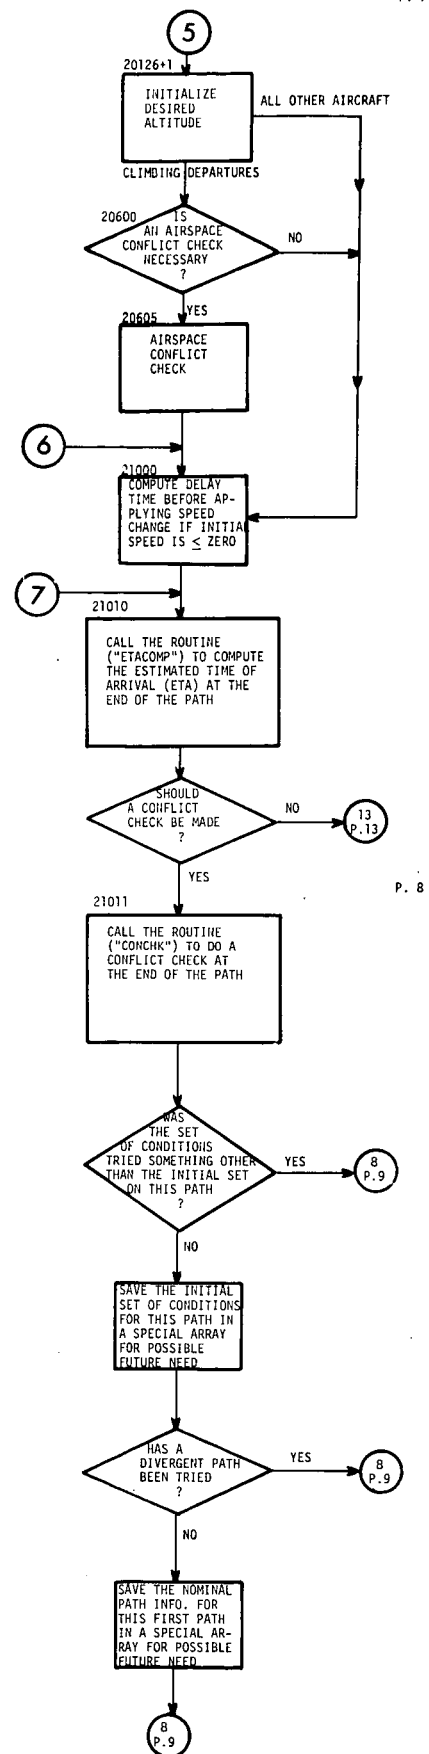 5
20126+1
INITIALIZE
DESIRED
ALTITUDE
ALL OTHER AIRCRAFT
CLIMBING DEPARTURES
20600
IS
AN AIRSPACE
CONFLICT CHECK
NECESSARY
?
NO
YES
20605
AIRSPACE
CONFLICT
CHECK
6
21000
COMPUTE DELAY
TIME BEFORE AP-
PLYING SPEED
CHANGE IF INITIAL
SPEED IS ≤ ZERO
7
21010
CALL THE ROUTINE
("ETACOMP") TO COMPUTE
THE ESTIMATED TIME OF
ARRIVAL (ETA) AT THE
END OF THE PATH
SHOULD
A CONFLICT
CHECK BE MADE
?
NO
13
P.13
YES
P. 8
21011
CALL THE ROUTINE
("CONCHK") TO DO A
CONFLICT CHECK AT
THE END OF THE PATH
WAS
THE SET
OF CONDITIONS
TRIED SOMETHING OTHER
THAN THE INITIAL SET
ON THIS PATH
?
YES
8
P.9
NO
SAVE THE INITIAL
SET OF CONDITIONS
FOR THIS PATH IN
A SPECIAL ARRAY
FOR POSSIBLE
FUTURE NEED
HAS A
DIVERGENT PATH
BEEN TRIED
?
YES
8
P.9
NO
SAVE THE NOMINAL
PATH INFO. FOR
THIS FIRST PATH
IN A SPECIAL AR-
RAY FOR POSSIBLE
FUTURE NEED
8
P.9